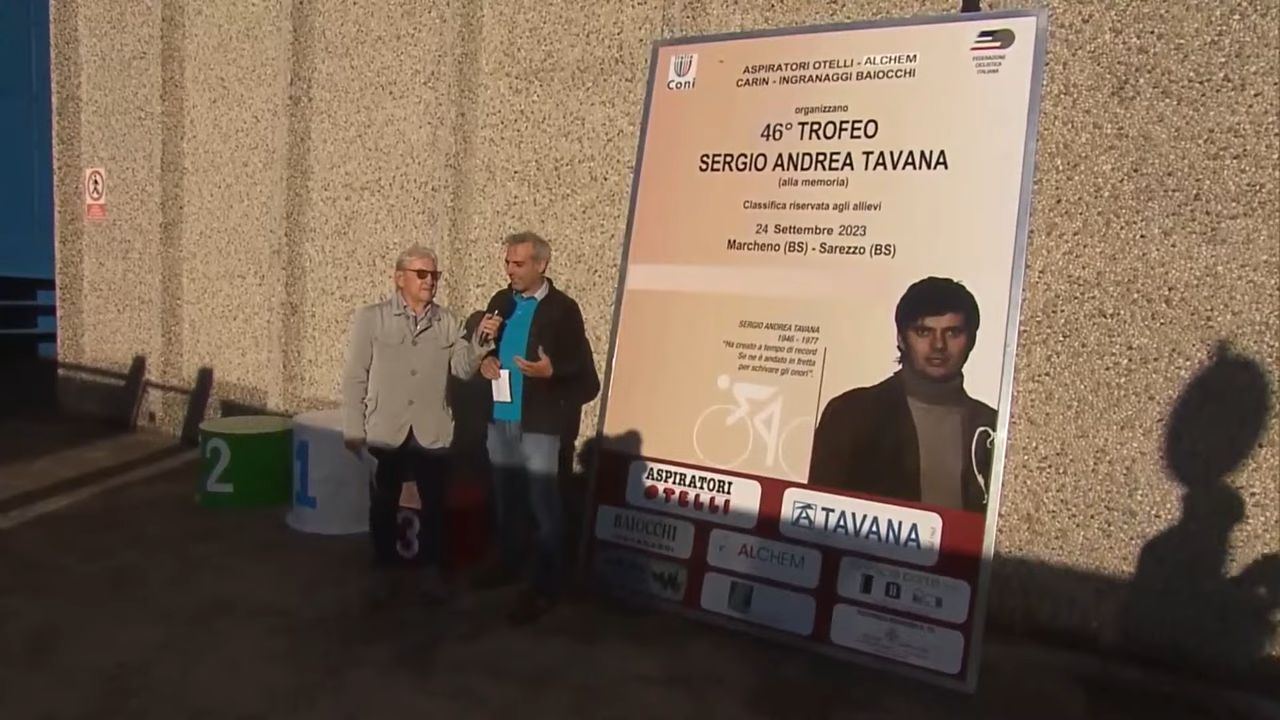 Coni
ASPIRATORI OTELLI - ALCHEM
CARIN - INGRANAGGI BAIOCCHI
FEDERAZIONE
CICLISTICA
ITALIANA
organizzano
46° TROFEO
SERGIO ANDREA TAVANA
(alla memoria)
Classifica riservata agli allievi
24 Settembre 2023
Marcheno (BS) - Sarezzo (BS)
SERGIO ANDREA TAVANA
1946 - 1977
"Ha creato a tempo di record
Se ne è andato in fretta
per schivare gli onori".
2
1
3
ASPIRATORI
OTELLI
TAVANA
BAIOCCHI
ALCHEM